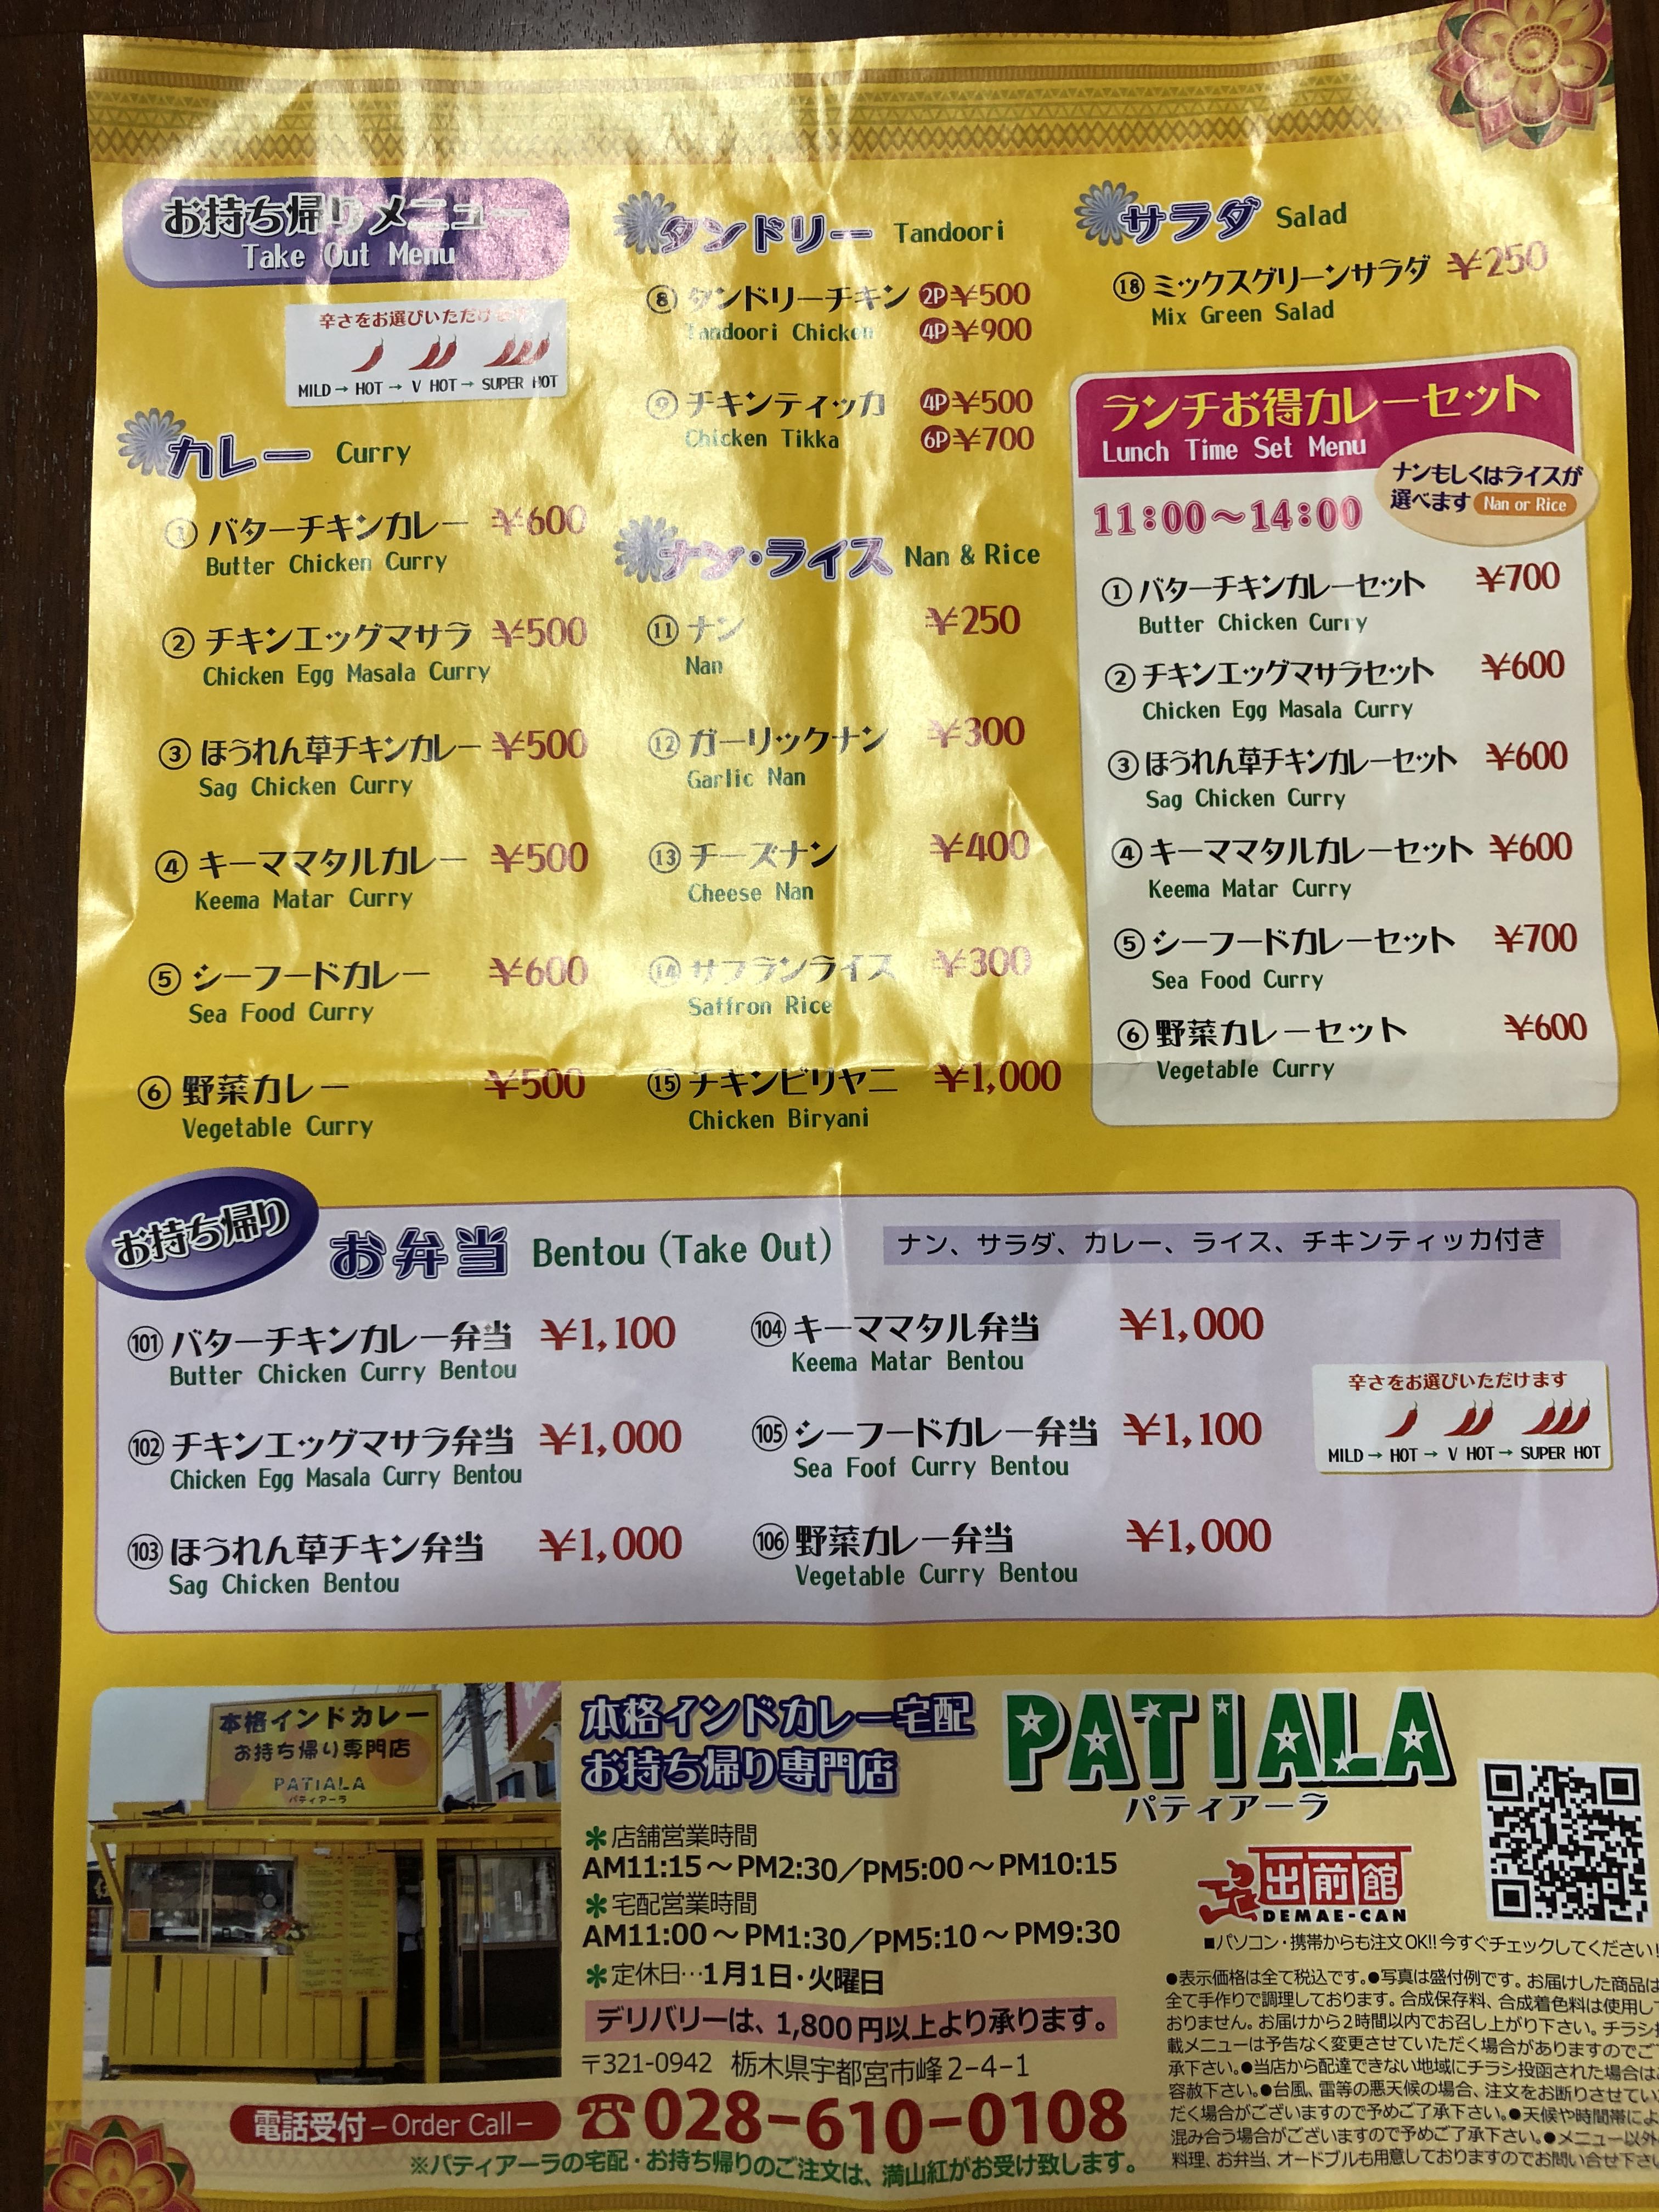 お持ち帰りメニュー
Take Out Menu
辛さをお選びいただけます
MILD→HOT→V HOT→SUPER HOT
カレー Curry
① バターチキンカレー ¥600
Butter Chicken Curry
② チキンエッグマサラ ¥500
Chicken Egg Masala Curry
③ ほうれん草チキンカレー ¥500
Sag Chicken Curry
④ キーママタルカレー ¥500
Keema Matar Curry
⑤ シーフードカレー ¥600
Sea Food Curry
⑥ 野菜カレー ¥500
Vegetable Curry
タンドリー Tandoori
⑧ タンドリーチキン 2P ¥500
Tandoori Chicken 4P ¥900
⑨ チキンティッカ 4P ¥500
Chicken Tikka 6P ¥700
ナン・ライス Nan & Rice
⑪ ナン ¥250
Nan
⑫ ガーリックナン ¥300
Garlic Nan
⑬ チーズナン ¥400
Cheese Nan
⑭ サフランライス ¥300
Saffron Rice
⑮ チキンビリヤニ ¥1,000
Chicken Biryani
サラダ Salad
⑱ ミックスグリーンサラダ ¥250
Mix Green Salad
ランチお得カレーセット
Lunch Time Set Menu
ナンもしくはライスが
選べます Nan or Rice
11:00〜14:00
① バターチキンカレーセット ¥700
Butter Chicken Curry
② チキンエッグマサラセット ¥600
Chicken Egg Masala Curry
③ ほうれん草チキンカレーセット ¥600
Sag Chicken Curry
④ キーママタルカレーセット ¥600
Keema Matar Curry
⑤ シーフードカレーセット ¥700
Sea Food Curry
⑥ 野菜カレーセット ¥600
Vegetable Curry
お持ち帰り
お弁当 Bentou (Take Out)
ナン、サラダ、カレー、ライス、チキンティッカ付き
101 バターチキンカレー弁当 ¥1,100
Butter Chicken Curry Bentou
102 チキンエッグマサラ弁当 ¥1,000
Chicken Egg Masala Curry Bentou
103 ほうれん草チキン弁当 ¥1,000
Sag Chicken Bentou
104 キーママタル弁当 ¥1,000
Keema Matar Bentou
105 シーフードカレー弁当 ¥1,100
Sea Foof Curry Bentou
106 野菜カレー弁当 ¥1,000
Vegetable Curry Bentou
辛さをお選びいただけます
MILD→HOT→V HOT→SUPER HOT
本格インドカレー
お持ち帰り専門店
PATIALA
パティアーラ
本格インドカレー宅配
お持ち帰り専門店
PATIALA
パティアーラ
✻店舗営業時間
AM11:15〜PM2:30／PM5:00〜PM10:15
✻宅配営業時間
AM11:00〜PM1:30／PM5:10〜PM9:30
✻定休日…1月1日・火曜日
デリバリーは、1,800円以上より承ります。
〒321-0942 栃木県宇都宮市峰2-4-1
電話受付 −Order Call− ☎028-610-0108
※パティアーラの宅配・お持ち帰りのご注文は、満山紅がお受け致します。
出前館
DEMAE-CAN
■パソコン・携帯からも注文OK!!今すぐチェックしてください!
●表示価格は全て税込です。●写真は盛付例です。お届けした商品は
全て手作りで調理しております。合成保存料、合成着色料は使用して
おりません。お届けから2時間以内でお召し上がり下さい。チラシ
載メニューは予告なく変更させていただく場合がありますのでご
承下さい。●当店から配達できない地域にチラシ投函された場合は
容赦下さい。●台風、雷等の悪天候の場合、注文をお断りさせてい
だく場合がございますので予めご了承下さい。●天候や時間帯によ
混み合う場合がございますので予めご了承下さい。●メニュー以外
料理、お弁当、オードブルも用意しておりますのでお問い合せ下さ